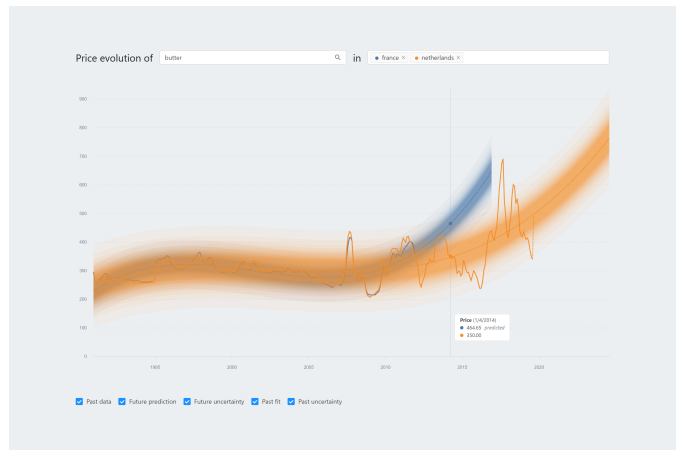 Price evolution of butter in france × netherlands ×
900
800
700
600
500
400
300
200
100
0
1995 2000 2005 2010 2015 2020
Price (1/4/2014)
464.65 predicted
350.00
Past data Future prediction Future uncertainty Past fit Past uncertainty